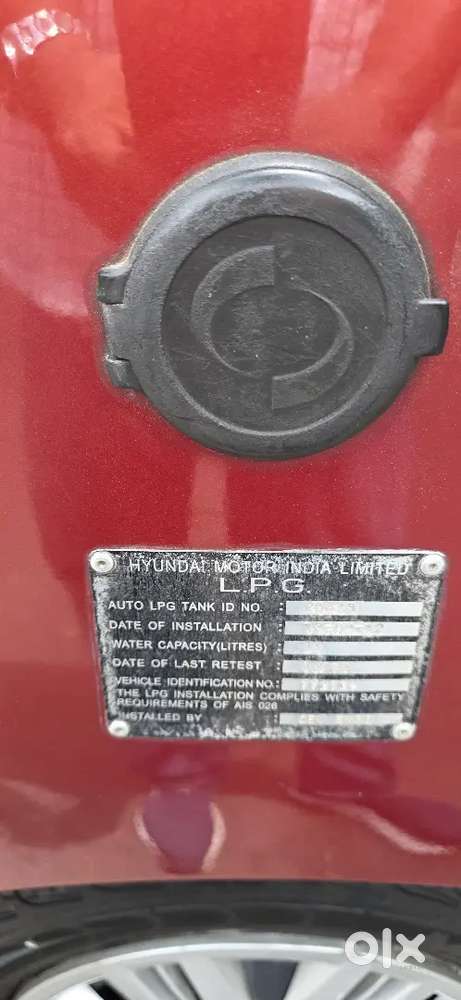 HYUNDAI MOTOR INDIA LIMITED
L.P.G.
AUTO LPG TANK ID NO. :
DATE OF INSTALLATION :
WATER CAPACITY(LITRES) :
DATE OF LAST RETEST :
VEHICLE IDENTIFICATION NO.:
THE LPG INSTALLATION COMPLIES WITH SAFETY
REQUIREMENTS OF AIS 026
INSTALLED BY :
olx